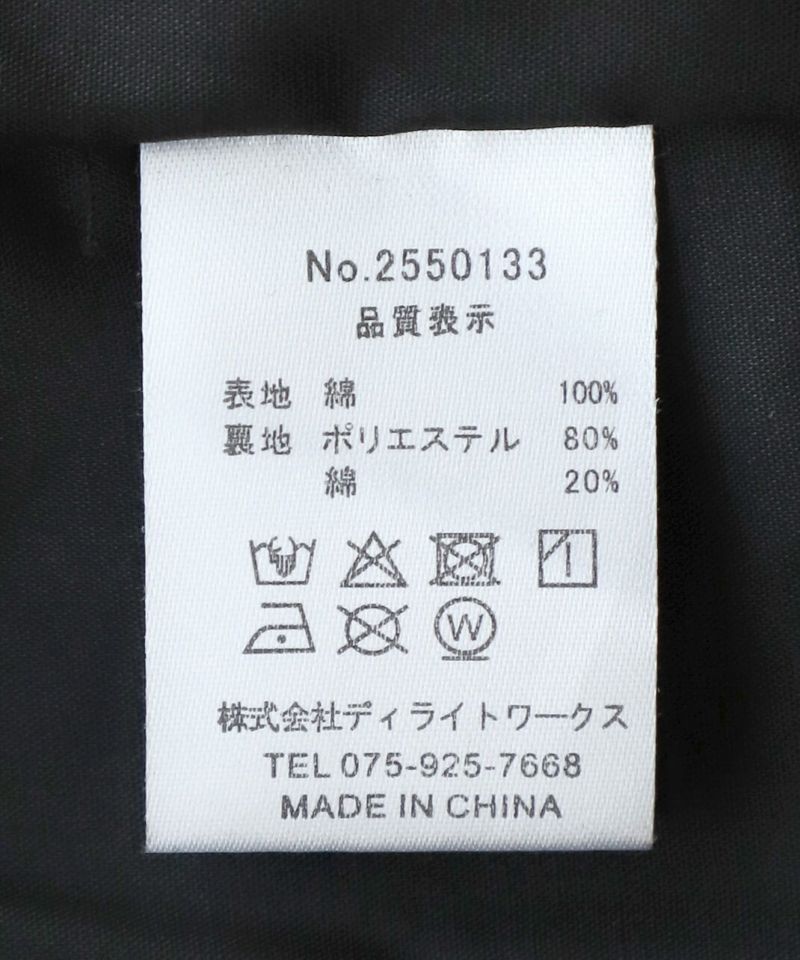 No.2550133
品質表示
表地 綿 100%
裏地 ポリエステル 80%
綿 20%
W
株式会社ディライトワークス
TEL 075-925-7668
MADE IN CHINA